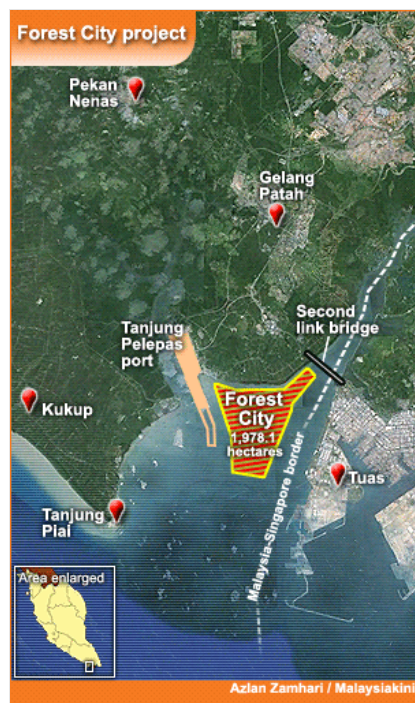 Forest City project
Pekan
Nenas
Gelang
Patah
Second
link bridge
Tanjung
Pelepas
port
Forest
City
1,978.1
hectares
Kukup
Tuas
Malaysia-Singapore border
Tanjung
Piai
Area enlarged
Azlan Zamhari / Malaysiakini